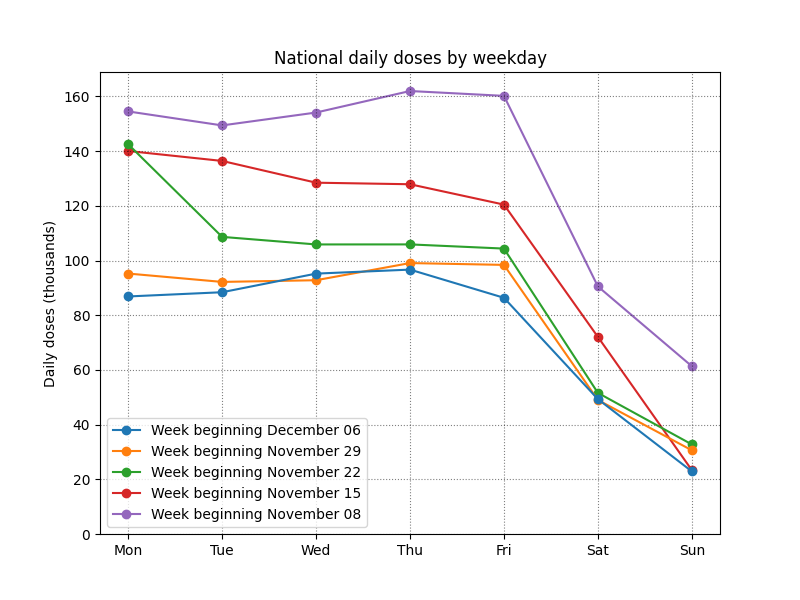 National daily doses by weekday
Daily doses (thousands)
160
140
120
100
80
60
40
20
0
Week beginning December 06
Week beginning November 29
Week beginning November 22
Week beginning November 15
Week beginning November 08
Mon Tue Wed Thu Fri Sat Sun